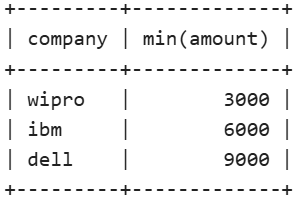 +---------+-------------+
| company | min(amount) |
+---------+-------------+
| wipro   |        3000 |
| ibm     |        6000 |
| dell    |        9000 |
+---------+-------------+